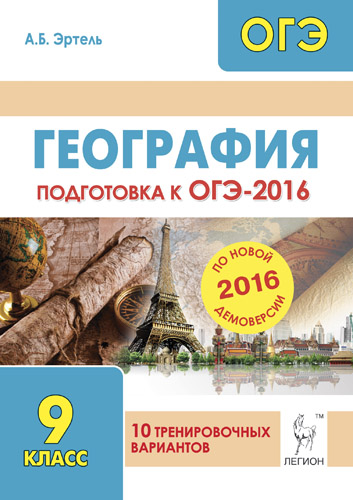 ОГЭ
А.Б. Эртель
ГЕОГРАФИЯ
ПОДГОТОВКА К ОГЭ-2016
ПО НОВОЙ
2016
ДЕМОВЕРСИИ
9
КЛАСС
10 ТРЕНИРОВОЧНЫХ
ВАРИАНТОВ
TM
ЛЕГИОН